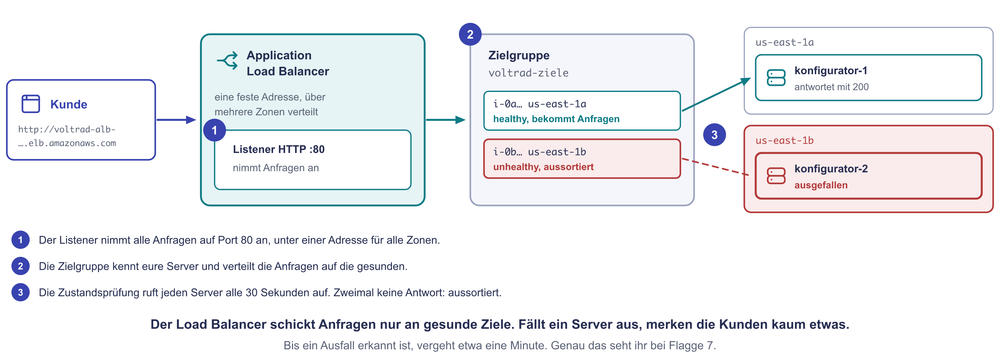 Kunde
http://voltrad-alb-
….elb.amazonaws.com
Application
Load Balancer
eine feste Adresse, über
mehrere Zonen verteilt
1
Listener HTTP :80
nimmt Anfragen an
2
Zielgruppe
voltrad-ziele
i-0a… us-east-1a
healthy, bekommt Anfragen
i-0b… us-east-1b
unhealthy, aussortiert
3
us-east-1a
konfigurator-1
antwortet mit 200
us-east-1b
konfigurator-2
ausgefallen
1 Der Listener nimmt alle Anfragen auf Port 80 an, unter einer Adresse für alle Zonen.
2 Die Zielgruppe kennt eure Server und verteilt die Anfragen auf die gesunden.
3 Die Zustandsprüfung ruft jeden Server alle 30 Sekunden auf. Zweimal keine Antwort: aussortiert.
Der Load Balancer schickt Anfragen nur an gesunde Ziele. Fällt ein Server aus, merken die Kunden kaum etwas.
Bis ein Ausfall erkannt ist, vergeht etwa eine Minute. Genau das seht ihr bei Flagge 7.